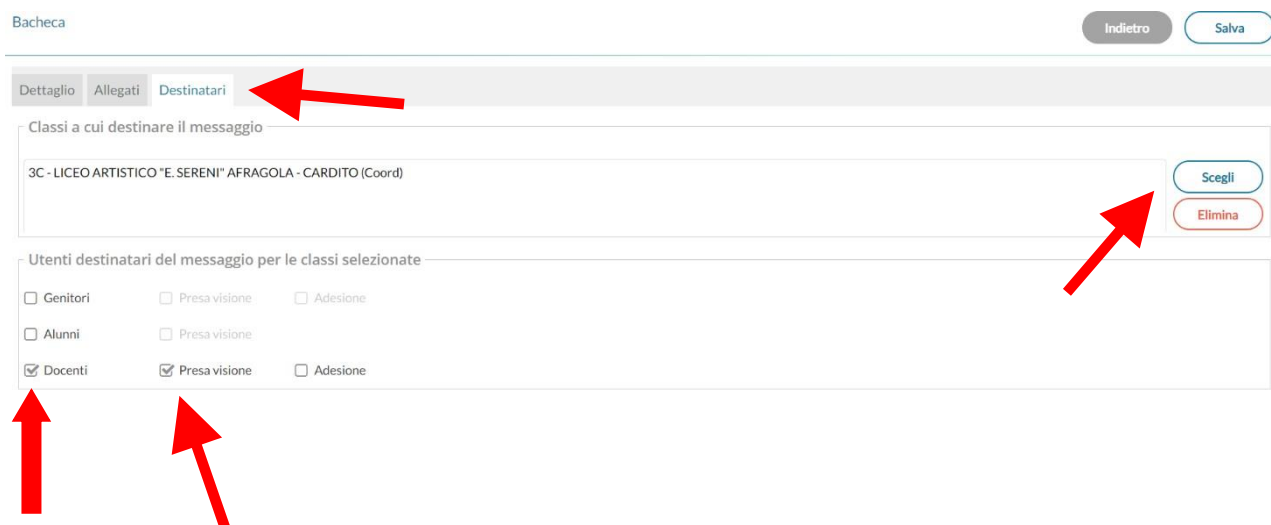 Bacheca
Indietro Salva
Dettaglio Allegati Destinatari
Classi a cui destinare il messaggio
3C - LICEO ARTISTICO "E. SERENI" AFRAGOLA - CARDITO (Coord)
Scegli
Elimina
Utenti destinatari del messaggio per le classi selezionate
Genitori Presa visione Adesione
Alunni Presa visione
Docenti Presa visione Adesione